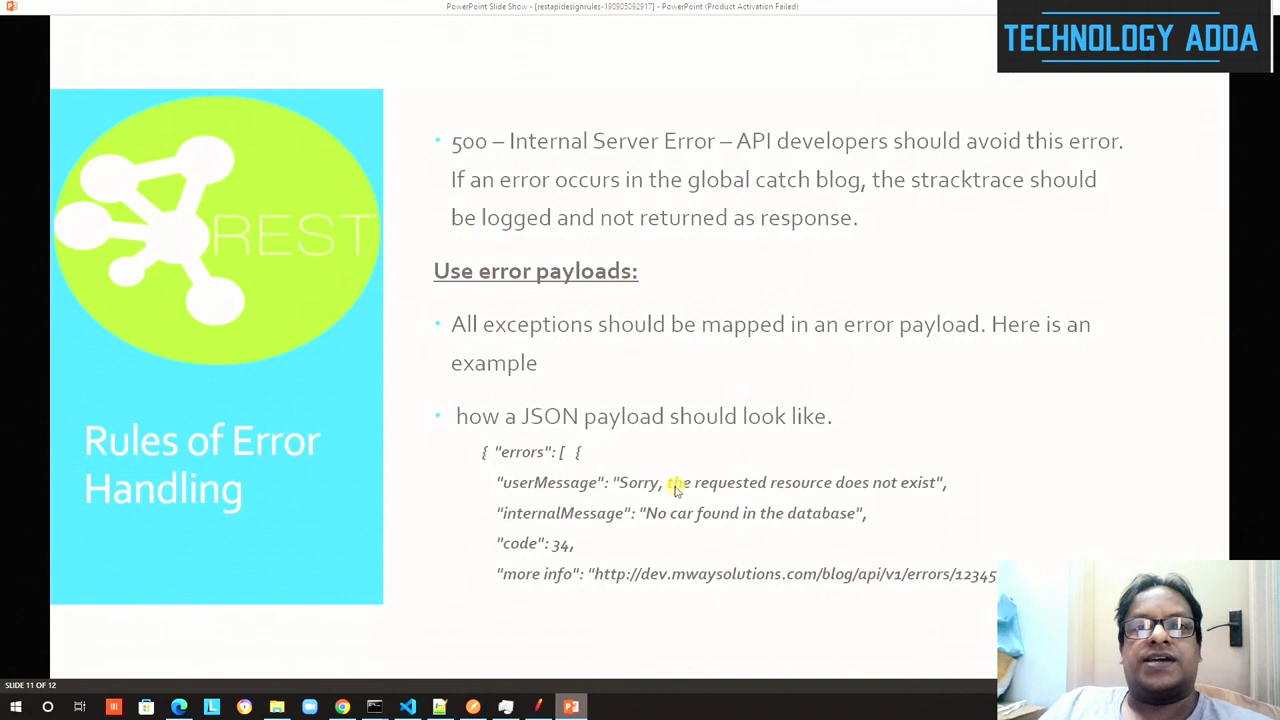 PowerPoint Slide Show - [restapidesignrules-190905092917] - PowerPoint (Product Activation Failed)
TECHNOLOGY ADDA
REST
Rules of Error
Handling
• 500 – Internal Server Error – API developers should avoid this error.
If an error occurs in the global catch blog, the stracktrace should
be logged and not returned as response.
Use error payloads:
• All exceptions should be mapped in an error payload. Here is an
example
• how a JSON payload should look like.
{ "errors": [ {
"userMessage": "Sorry, the requested resource does not exist",
"internalMessage": "No car found in the database",
"code": 34,
"more info": "http://dev.mwaysolutions.com/blog/api/v1/errors/12345
SLIDE 11 OF 12